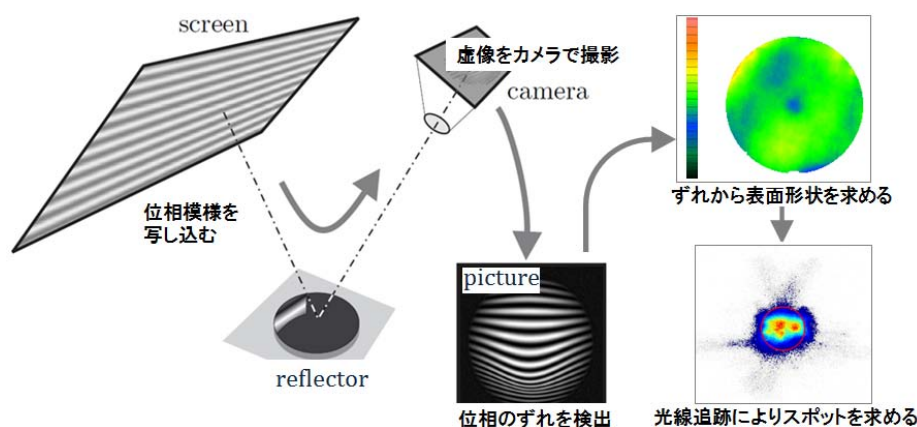 screen
虚像をカメラで撮影
camera
位相模様を
写し込む
reflector
picture
位相のずれを検出
ずれから表面形状を求める
光線追跡によりスポットを求める